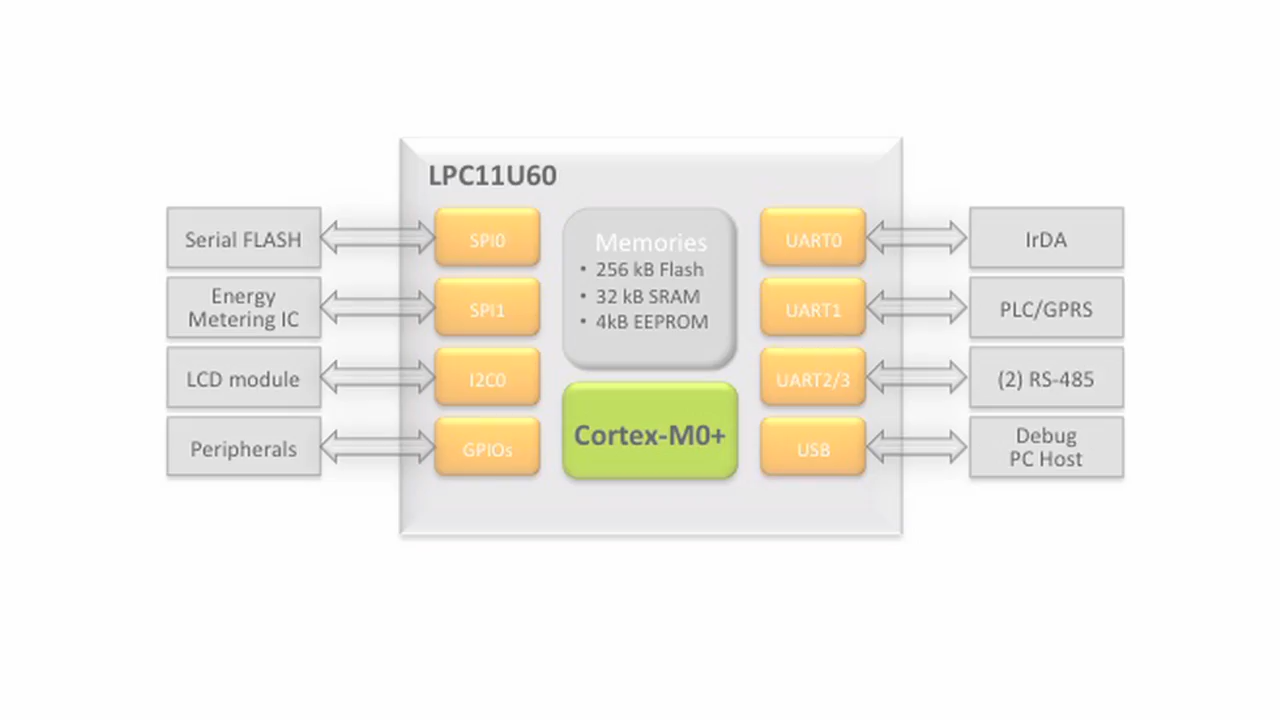 LPC11U60
Serial FLASH
SPI0
Energy
Metering IC
SPI1
LCD module
I2C0
Peripherals
GPIOs
Memories
• 256 kB Flash
• 32 kB SRAM
• 4kB EEPROM
Cortex-M0+
UART0
IrDA
UART1
PLC/GPRS
UART2/3
(2) RS-485
USB
Debug
PC Host